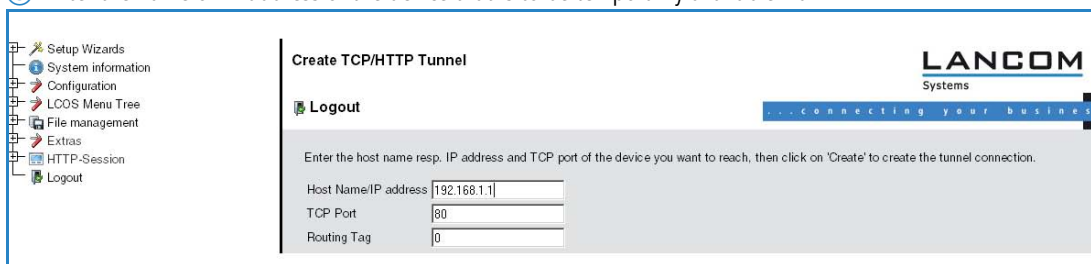 Setup Wizards
System information
Configuration
LCOS Menu Tree
File management
Extras
HTTP-Session
Logout
Create TCP/HTTP Tunnel
LANCOM
Systems
Logout
...connecting your busines
Enter the host name resp. IP address and TCP port of the device you want to reach, then click on 'Create' to create the tunnel connection.
Host Name/IP address 192.168.1.1
TCP Port 80
Routing Tag 0